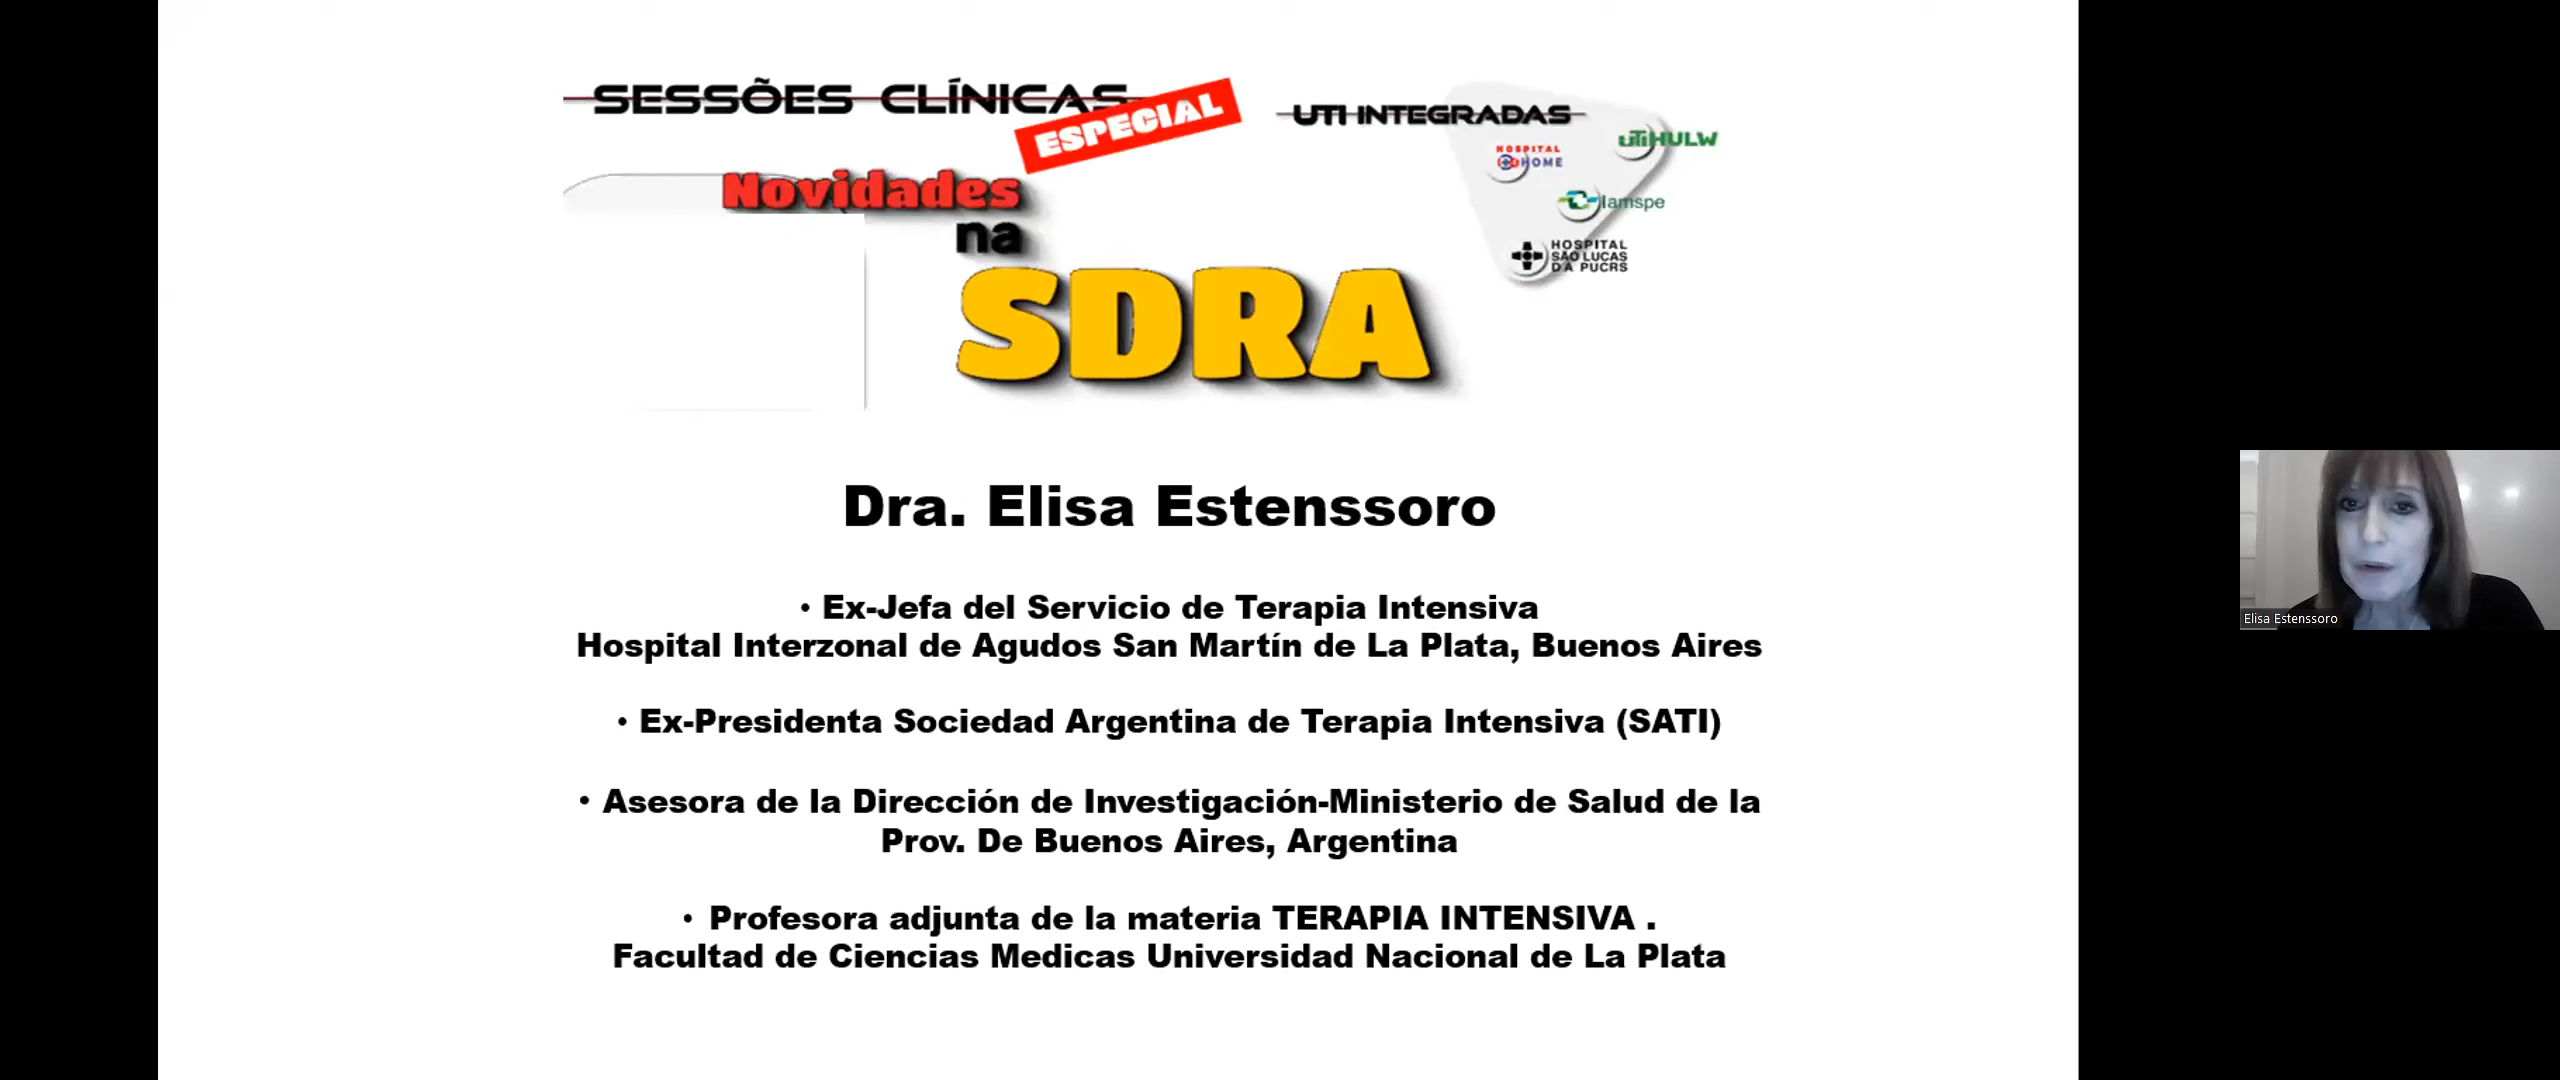 SESSÕES CLÍNICAS
ESPECIAL
UTI INTEGRADAS
UTIHULW
HOSPITAL
HOME
Iamspe
HOSPITAL
SÃO LUCAS
DA PUCRS
Novidades
na
SDRA
Dra. Elisa Estenssoro
• Ex-Jefa del Servicio de Terapia Intensiva
Hospital Interzonal de Agudos San Martín de La Plata, Buenos Aires
• Ex-Presidenta Sociedad Argentina de Terapia Intensiva (SATI)
• Asesora de la Dirección de Investigación-Ministerio de Salud de la
Prov. De Buenos Aires, Argentina
• Profesora adjunta de la materia TERAPIA INTENSIVA .
Facultad de Ciencias Medicas Universidad Nacional de La Plata
Elisa Estenssoro